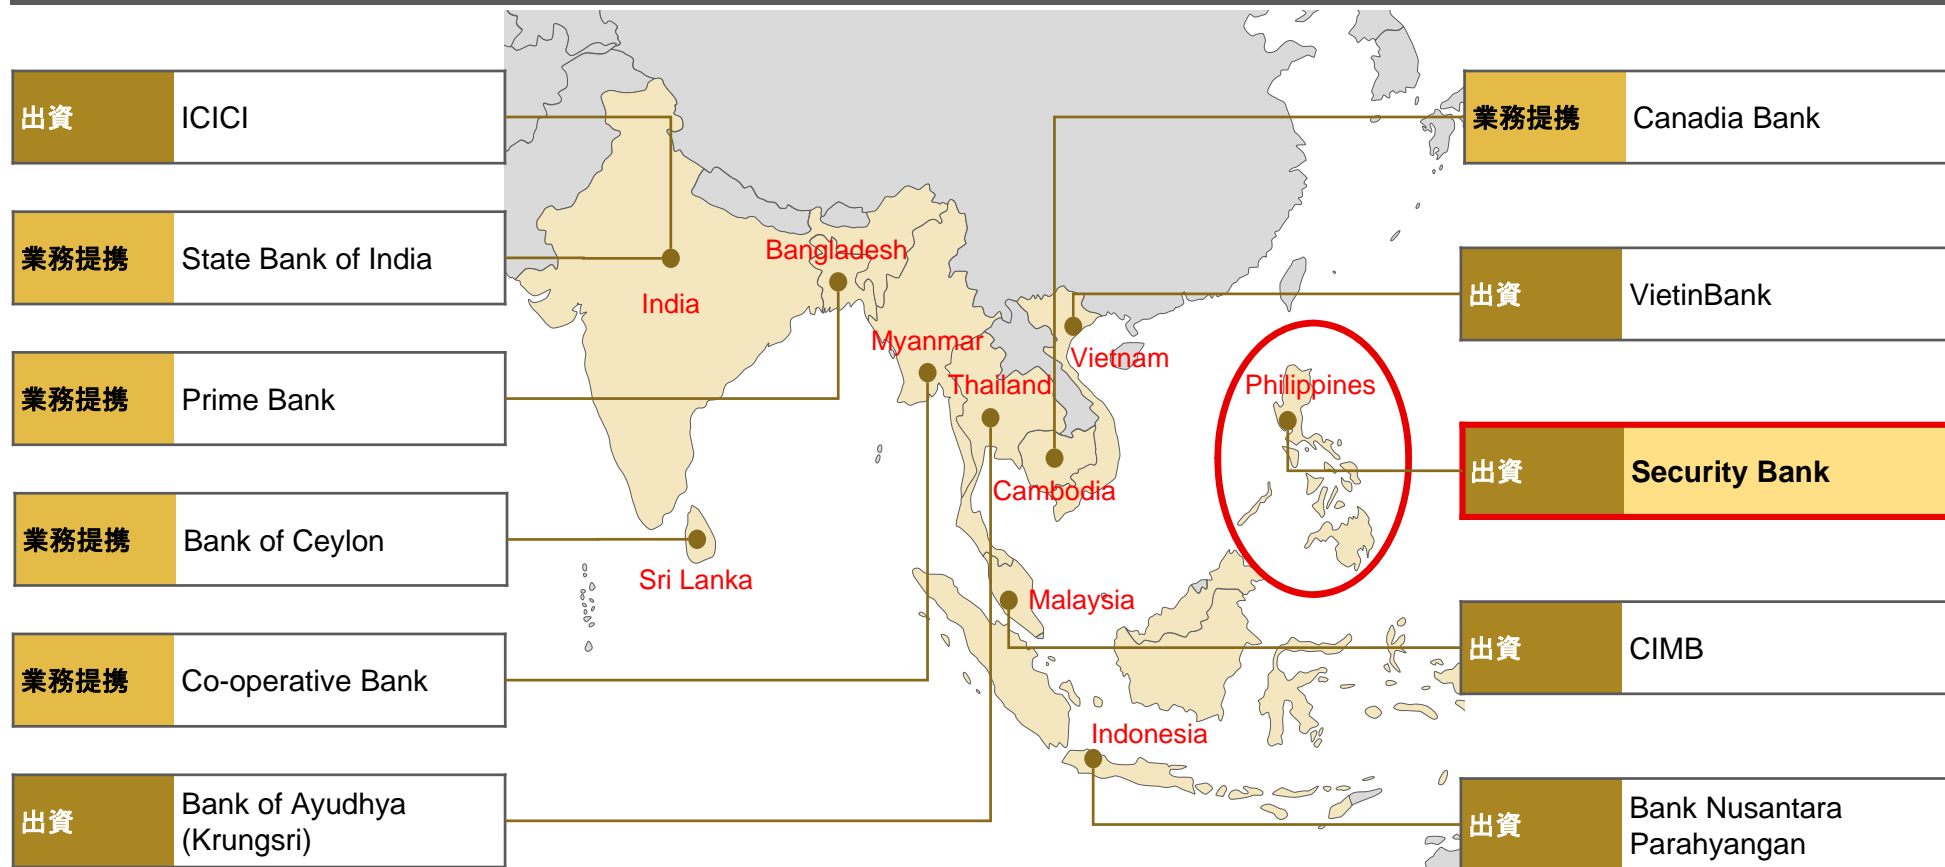 出資 ICICI
業務提携 State Bank of India
業務提携 Prime Bank
業務提携 Bank of Ceylon
業務提携 Co-operative Bank
出資 Bank of Ayudhya
(Krungsri)
Bangladesh
India
Myanmar
Thailand
Vietnam
Philippines
Cambodia
Sri Lanka
Malaysia
Indonesia
業務提携 Canadia Bank
出資 VietinBank
出資 Security Bank
出資 CIMB
出資 Bank Nusantara
Parahyangan